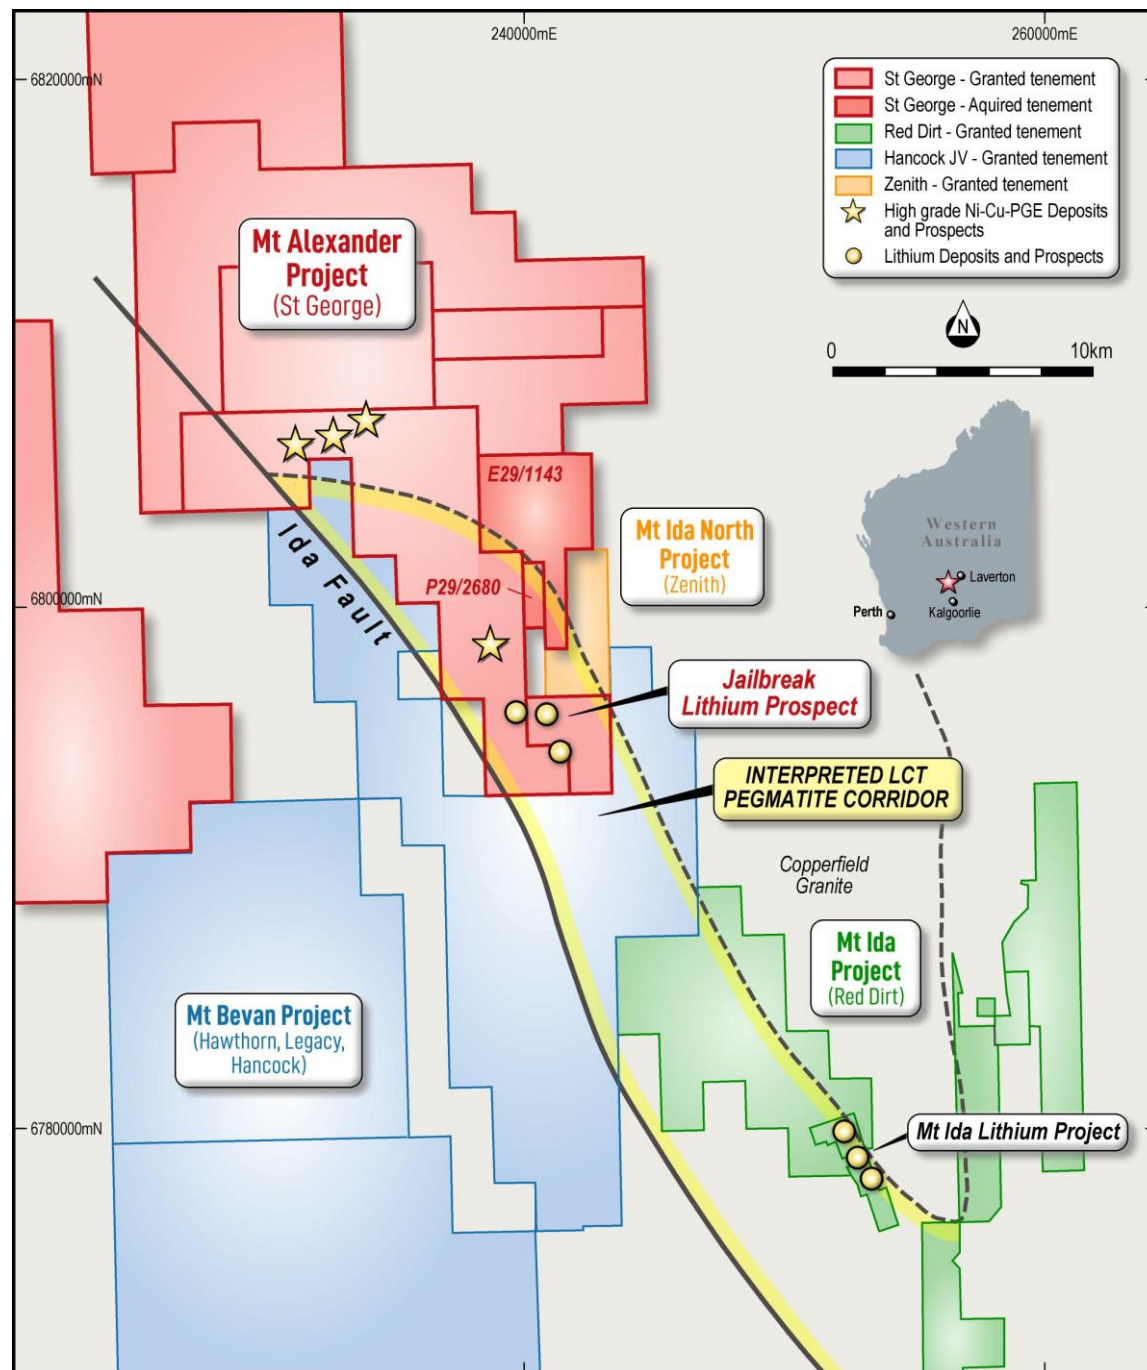 240000mE
260000mE
6820000mN
St George - Granted tenement
St George - Aquired tenement
Red Dirt - Granted tenement
Hancock JV - Granted tenement
Zenith - Granted tenement
High grade Ni-Cu-PGE Deposits
and Prospects
Lithium Deposits and Prospects
N
0
10km
Mt Alexander
Project
(St George)
E29/1143
Western
Australia
Laverton
Perth
Kalgoorlie
Mt Ida North
Project
(Zenith)
Ida Fault
P29/2680
6800000mN
Jailbreak
Lithium Prospect
INTERPRETED LCT
PEGMATITE CORRIDOR
Copperfield
Granite
Mt Ida
Project
(Red Dirt)
Mt Bevan Project
(Hawthorn, Legacy,
Hancock)
6780000mN
Mt Ida Lithium Project